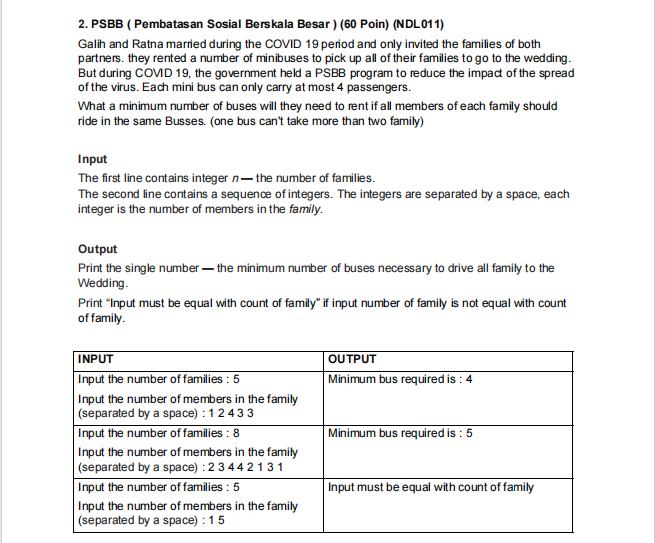 2. PSBB ( Pembatasan Sosial Berskala Besar ) (60 Poin) (NDL011)
Galih and Ratna married during the COVID 19 period and only invited the families of both
partners. they rented a number of minibuses to pick up all of their families to go to the wedding.
But during COVID 19, the government held a PSBB program to reduce the impact of the spread
of the virus. Each mini bus can only carry at most 4 passengers.
What a minimum number of buses will they need to rent if all members of each family should
ride in the same Busses. (one bus can't take more than two family)
Input
The first line contains integer n — the number of families.
The second line contains a sequence of integers. The integers are separated by a space, each
integer is the number of members in the family.
Output
Print the single number — the minimum number of buses necessary to drive all family to the
Wedding.
Print “Input must be equal with count of family” if input number of family is not equal with count
of family.
INPUT OUTPUT
Input the number of families : 5 Minimum bus required is : 4
Input the number of members in the family
(separated by a space) : 1 2 4 3 3
Input the number of families : 8 Minimum bus required is : 5
Input the number of members in the family
(separated by a space) : 2 3 4 4 2 1 3 1
Input the number of families : 5 Input must be equal with count of family
Input the number of members in the family
(separated by a space) : 1 5